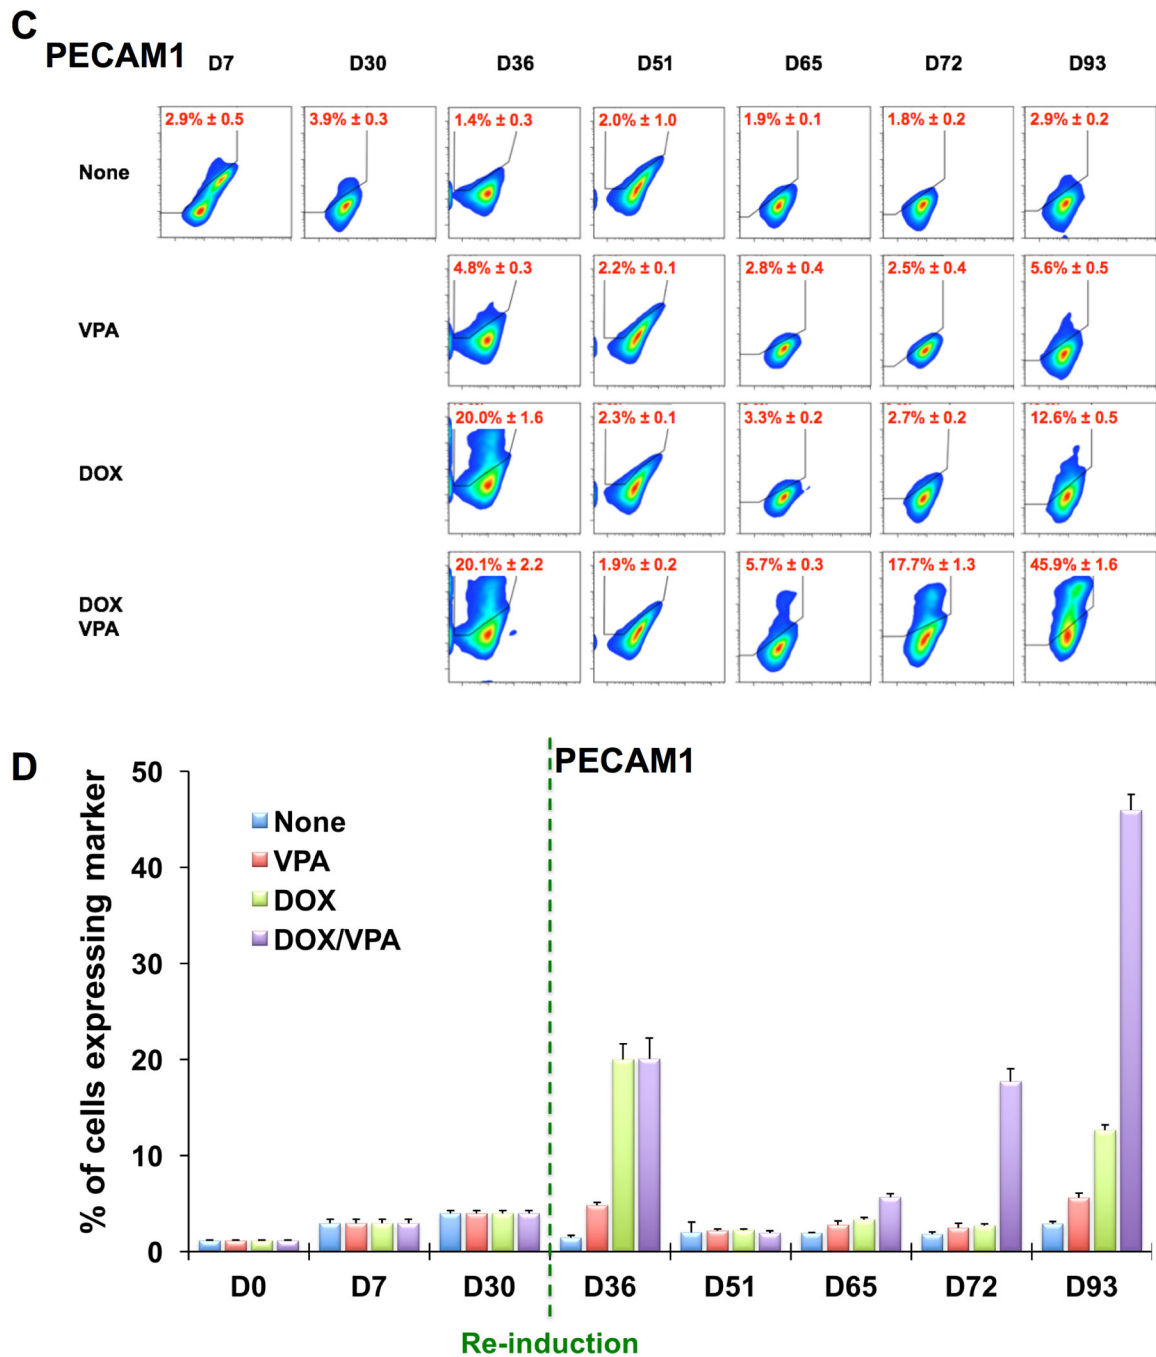 C
PECAM1 D7 D30 D36 D51 D65 D72 D93
None 2.9% ± 0.5 3.9% ± 0.3 1.4% ± 0.3 2.0% ± 1.0 1.9% ± 0.1 1.8% ± 0.2 2.9% ± 0.2
VPA 4.8% ± 0.3 2.2% ± 0.1 2.8% ± 0.4 2.5% ± 0.4 5.6% ± 0.5
DOX 20.0% ± 1.6 2.3% ± 0.1 3.3% ± 0.2 2.7% ± 0.2 12.6% ± 0.5
DOX 20.1% ± 2.2 1.9% ± 0.2 5.7% ± 0.3 17.7% ± 1.3 45.9% ± 1.6
VPA
D
PECAM1
% of cells expressing marker
50
40
30
20
10
0
None
VPA
DOX
DOX/VPA
D0 D7 D30 D36 D51 D65 D72 D93
Re-induction